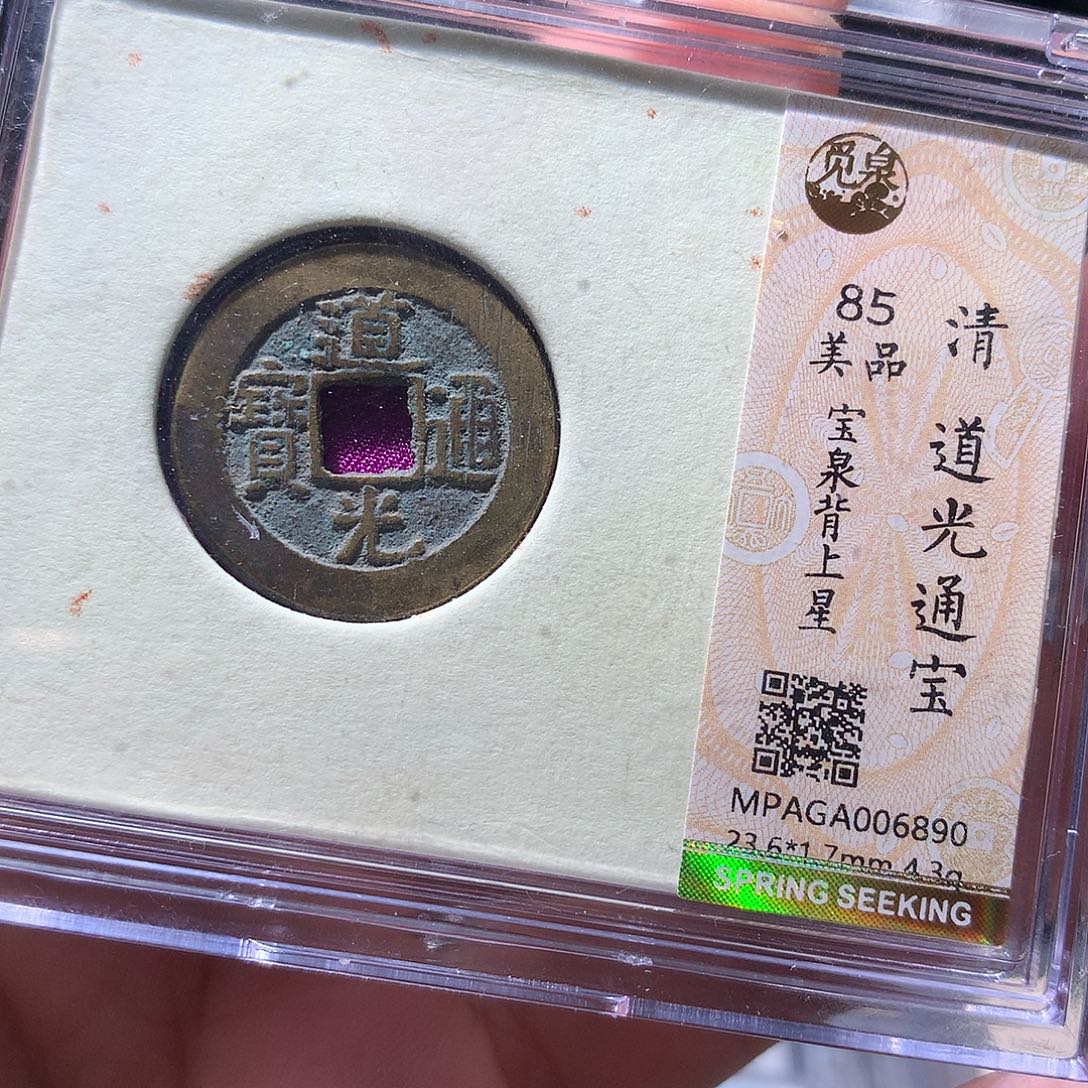 道光通寳
觅泉
清 道光通宝
85
美品
宝泉背上星
MPAGA006890
23.6*1.7mm 4.3g
SPRING SEEKING